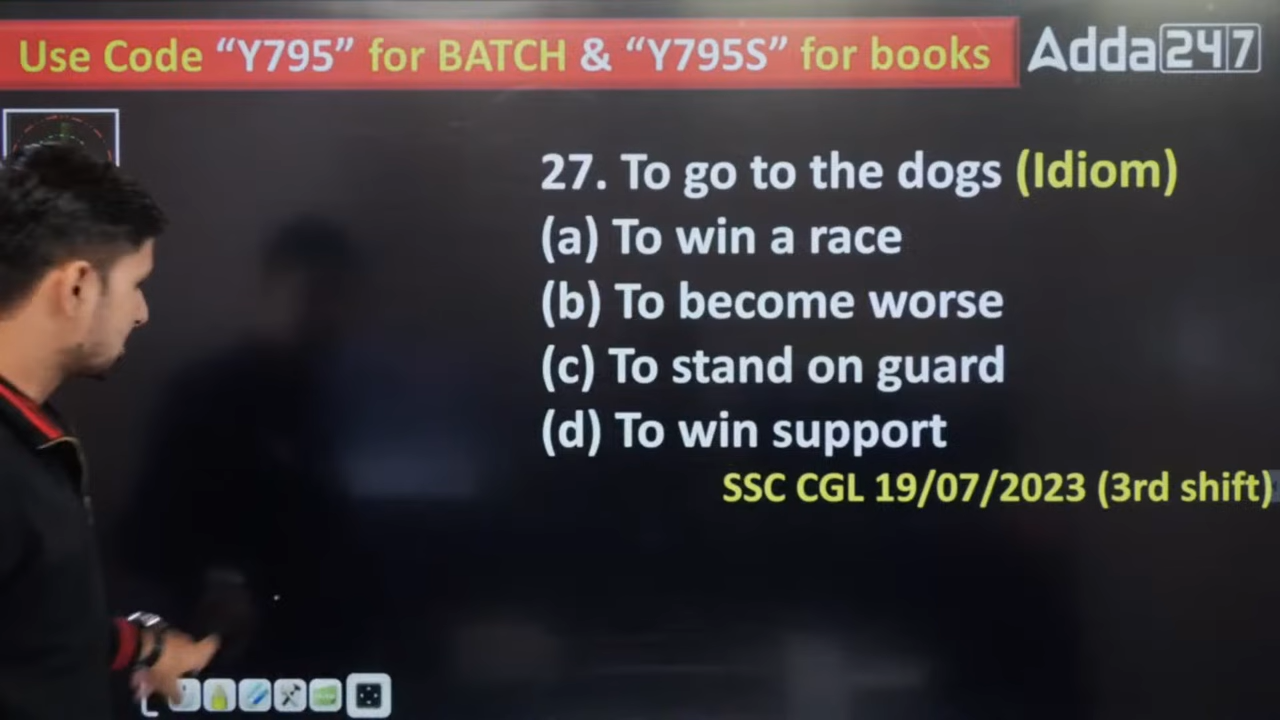 Use Code “Y795” for BATCH & “Y795S” for books
Adda247
27. To go to the dogs (Idiom)
(a) To win a race
(b) To become worse
(c) To stand on guard
(d) To win support
SSC CGL 19/07/2023 (3rd shift)